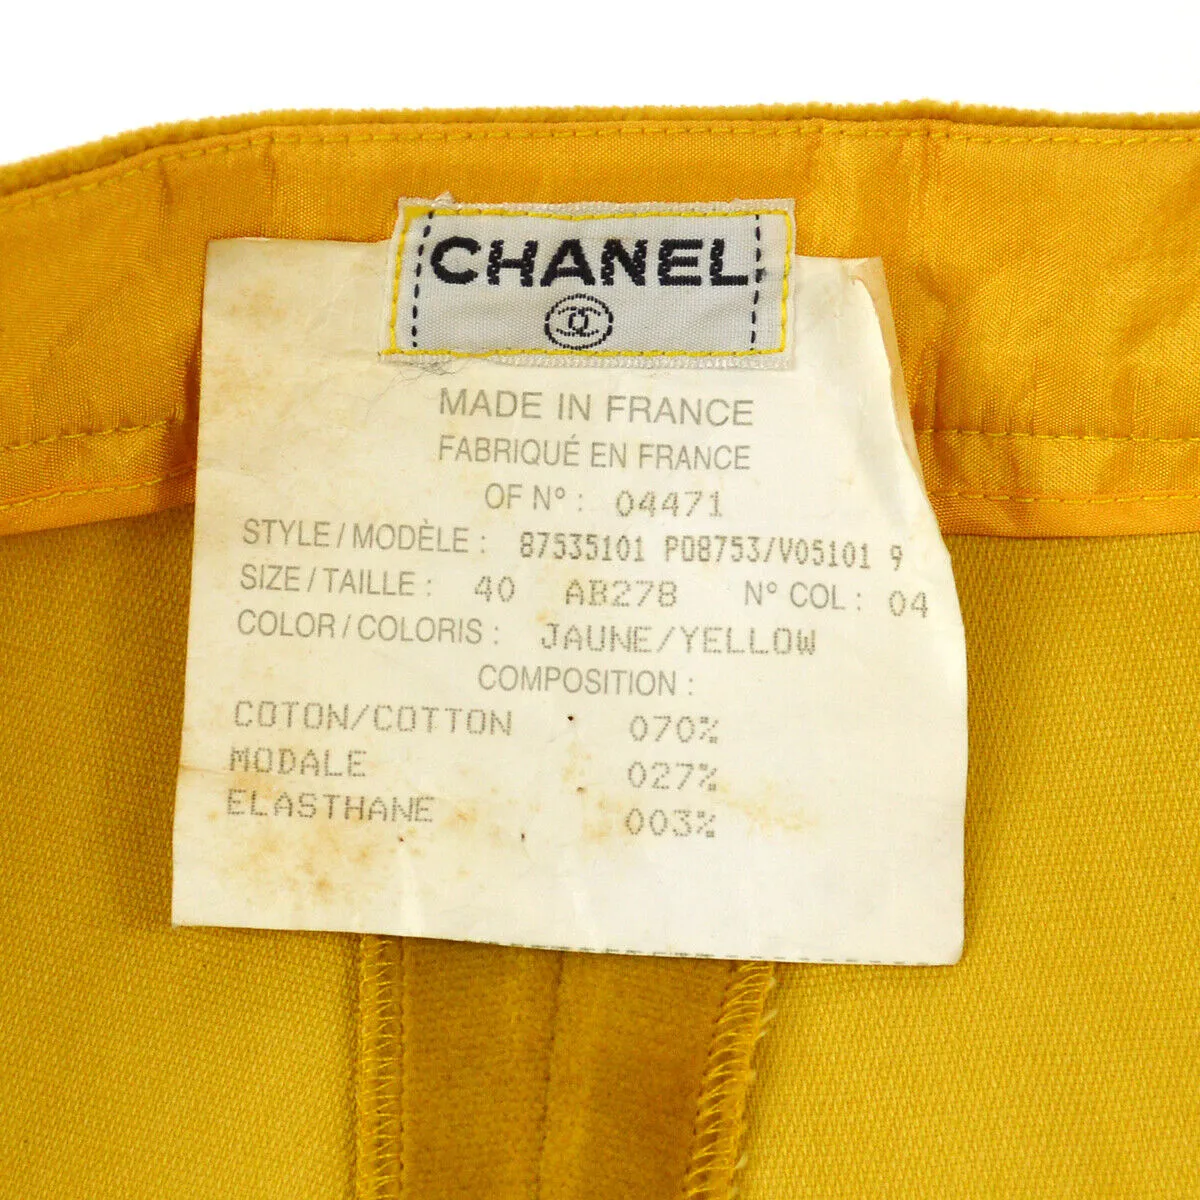 CHANEL
MADE IN FRANCE
FABRIQUÉ EN FRANCE
OF N° : 04471
STYLE / MODÈLE : 87535101 P08753/V05101 9
SIZE / TAILLE : 40 AB278 N° COL : 04
COLOR / COLORIS : JAUNE/YELLOW
COMPOSITION :
COTON/COTTON 070%
MODALE 027%
ELASTHANE 003%